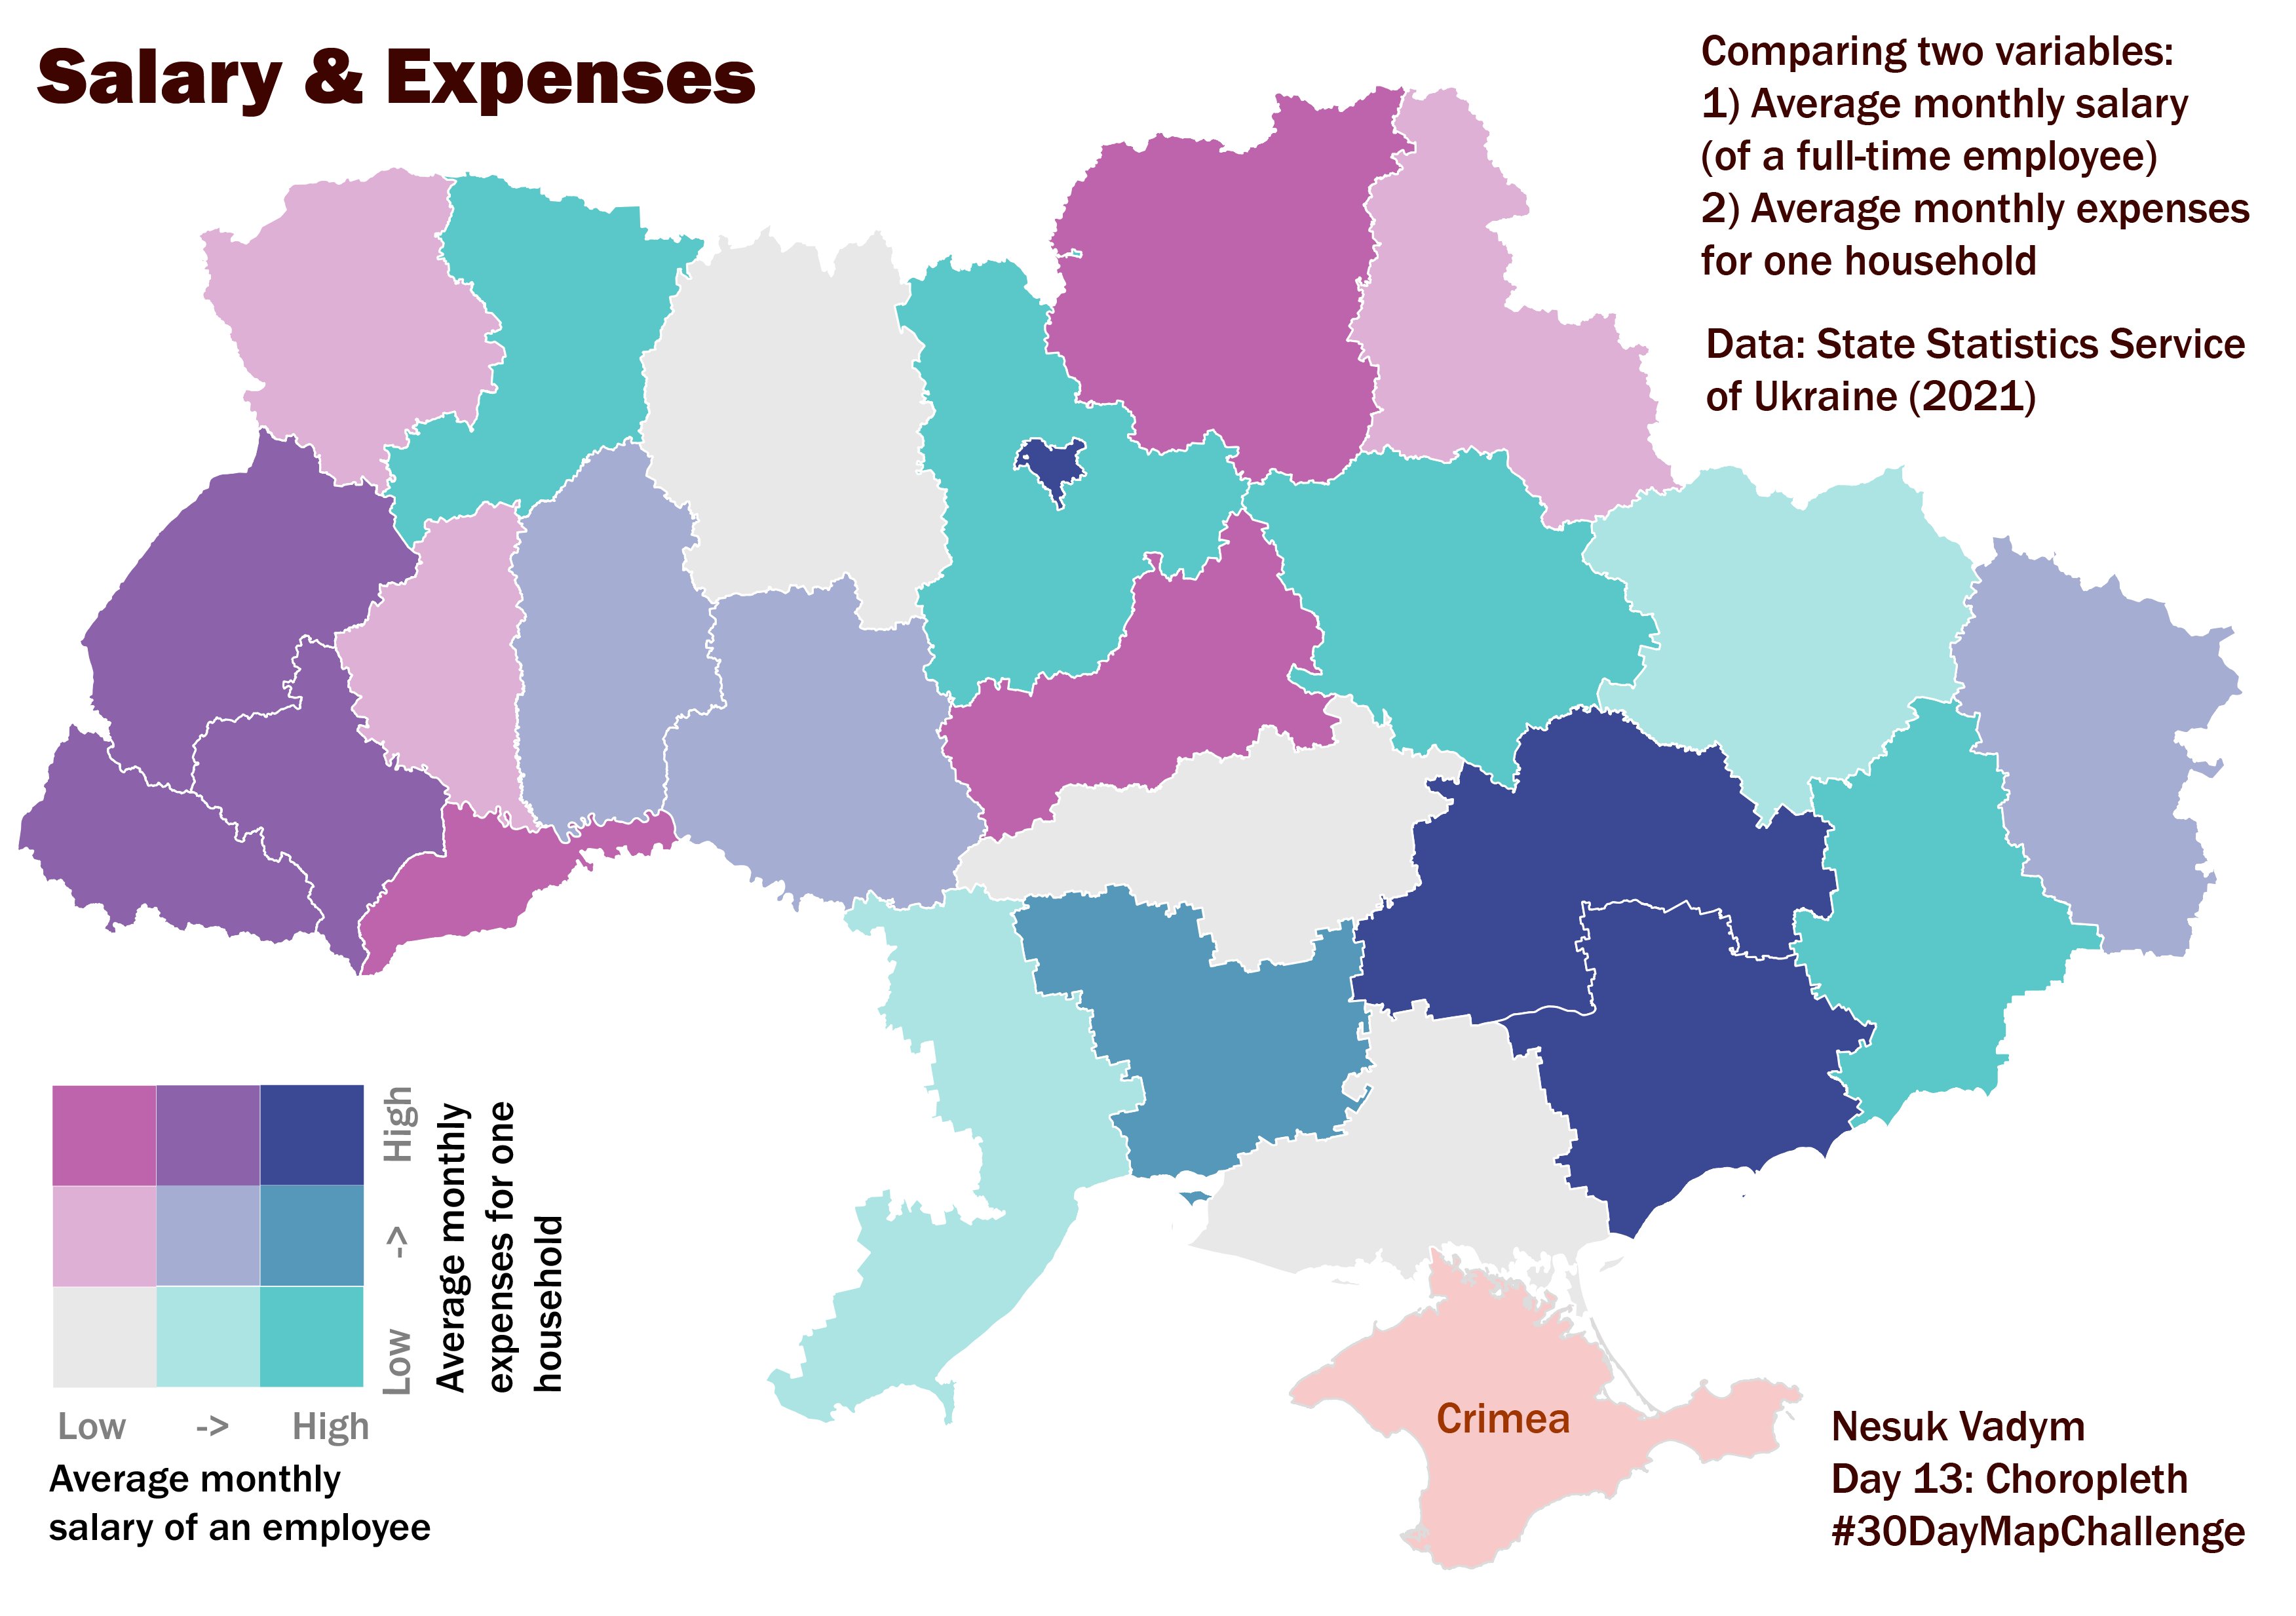 Salary & Expenses
Comparing two variables:
1) Average monthly salary
(of a full-time employee)
2) Average monthly expenses
for one household
Data: State Statistics Service
of Ukraine (2021)
High
->
Low
Average monthly
expenses for one
household
Low -> High
Average monthly
salary of an employee
Crimea
Nesuk Vadym
Day 13: Choropleth
#30DayMapChallenge